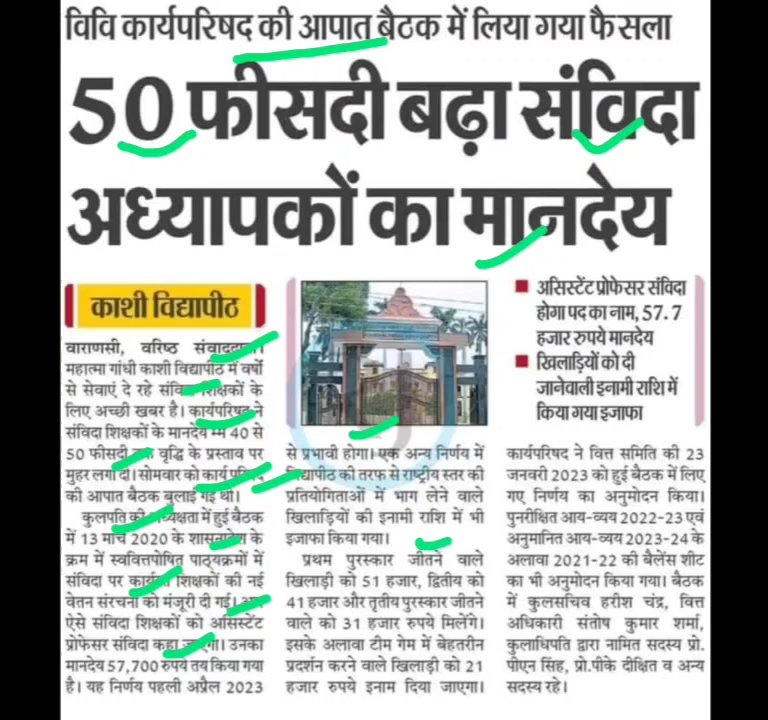 विवि कार्यपरिषद की आपात बैठक में लिया गया फैसला
50 फीसदी बढ़ा संविदा
अध्यापकों का मानदेय
काशी विद्यापीठ
वाराणसी, वरिष्ठ संवाददाता।
महात्मा गांधी काशी विद्यापीठ में वर्षों
से सेवाएं दे रहे संविदा शिक्षकों के
लिए अच्छी खबर है। कार्यपरिषद ने
संविदा शिक्षकों के मानदेय में 40 से
50 फीसदी तक वृद्धि के प्रस्ताव पर
मुहर लगा दी। सोमवार को कार्य परिषद
की आपात बैठक बुलाई गई थी।
कुलपति की अध्यक्षता में हुई बैठक
में 13 मार्च 2020 के शासनादेश के
क्रम में स्ववित्तपोषित पाठ्यक्रमों में
संविदा पर कार्यरत शिक्षकों की नई
वेतन संरचना को मंजूरी दी गई। अब
ऐसे संविदा शिक्षकों को असिस्टेंट
प्रोफेसर संविदा कहा जाएगा। उनका
मानदेय 57,700 रुपये तय किया गया
है। यह निर्णय पहली अप्रैल 2023
से प्रभावी होगा। एक अन्य निर्णय में
विद्यापीठ की तरफ से राष्ट्रीय स्तर की
प्रतियोगिताओं में भाग लेने वाले
खिलाड़ियों की इनामी राशि में भी
इजाफा किया गया।
प्रथम पुरस्कार जीतने वाले
खिलाड़ी को 51 हजार, द्वितीय को
41 हजार और तृतीय पुरस्कार जीतने
वाले को 31 हजार रुपये मिलेंगे।
इसके अलावा टीम गेम में बेहतरीन
प्रदर्शन करने वाले खिलाड़ी को 21
हजार रुपये इनाम दिया जाएगा।
असिस्टेंट प्रोफेसर संविदा
होगा पद का नाम, 57.7
हजार रुपये मानदेय
खिलाड़ियों को दी
जानेवाली इनामी राशि में
किया गया इजाफा
कार्यपरिषद ने वित्त समिति की 23
जनवरी 2023 को हुई बैठक में लिए
गए निर्णय का अनुमोदन किया।
पुनरीक्षित आय-व्यय 2022-23 एवं
अनुमानित आय-व्यय 2023-24 के
अलावा 2021-22 की बैलेंस शीट
का भी अनुमोदन किया गया। बैठक
में कुलसचिव हरीश चंद्र, वित्त
अधिकारी संतोष कुमार शर्मा,
कुलाधिपति द्वारा नामित सदस्य प्रो.
पीएन सिंह, प्रो.पीके दीक्षित व अन्य
सदस्य रहे।